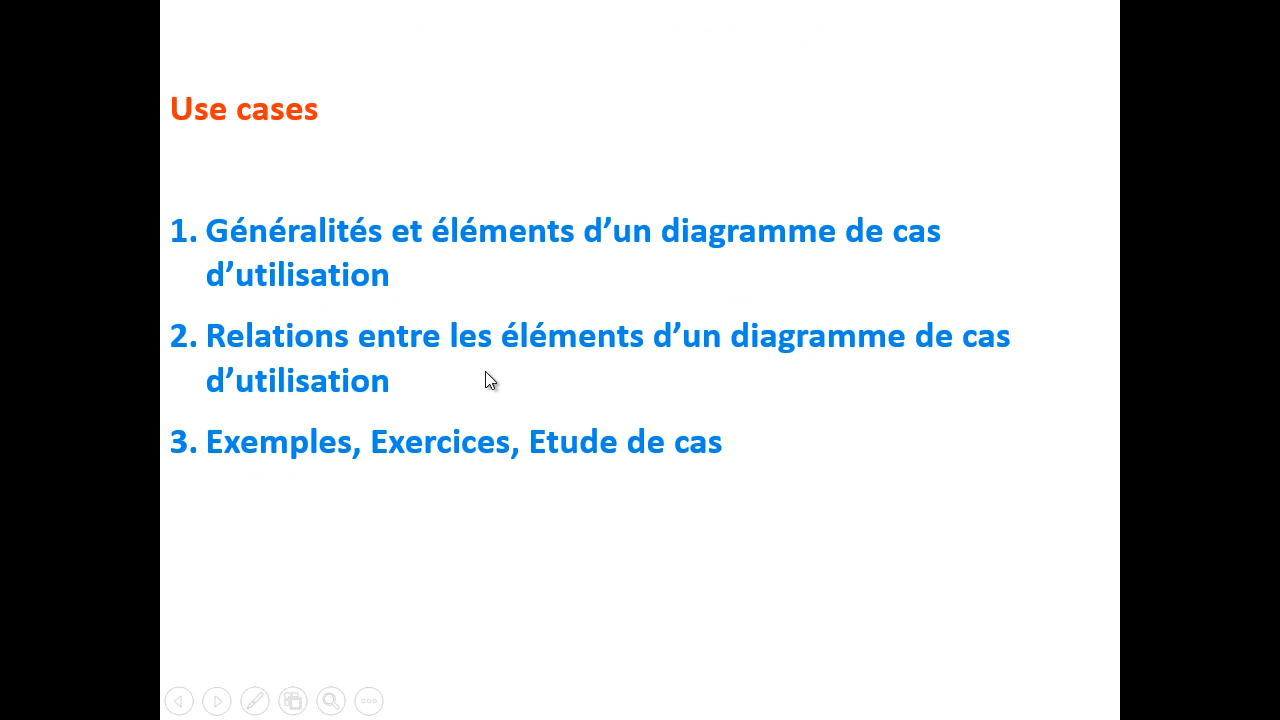 Use cases
1. Généralités et éléments d’un diagramme de cas
d’utilisation
2. Relations entre les éléments d’un diagramme de cas
d’utilisation
3. Exemples, Exercices, Etude de cas